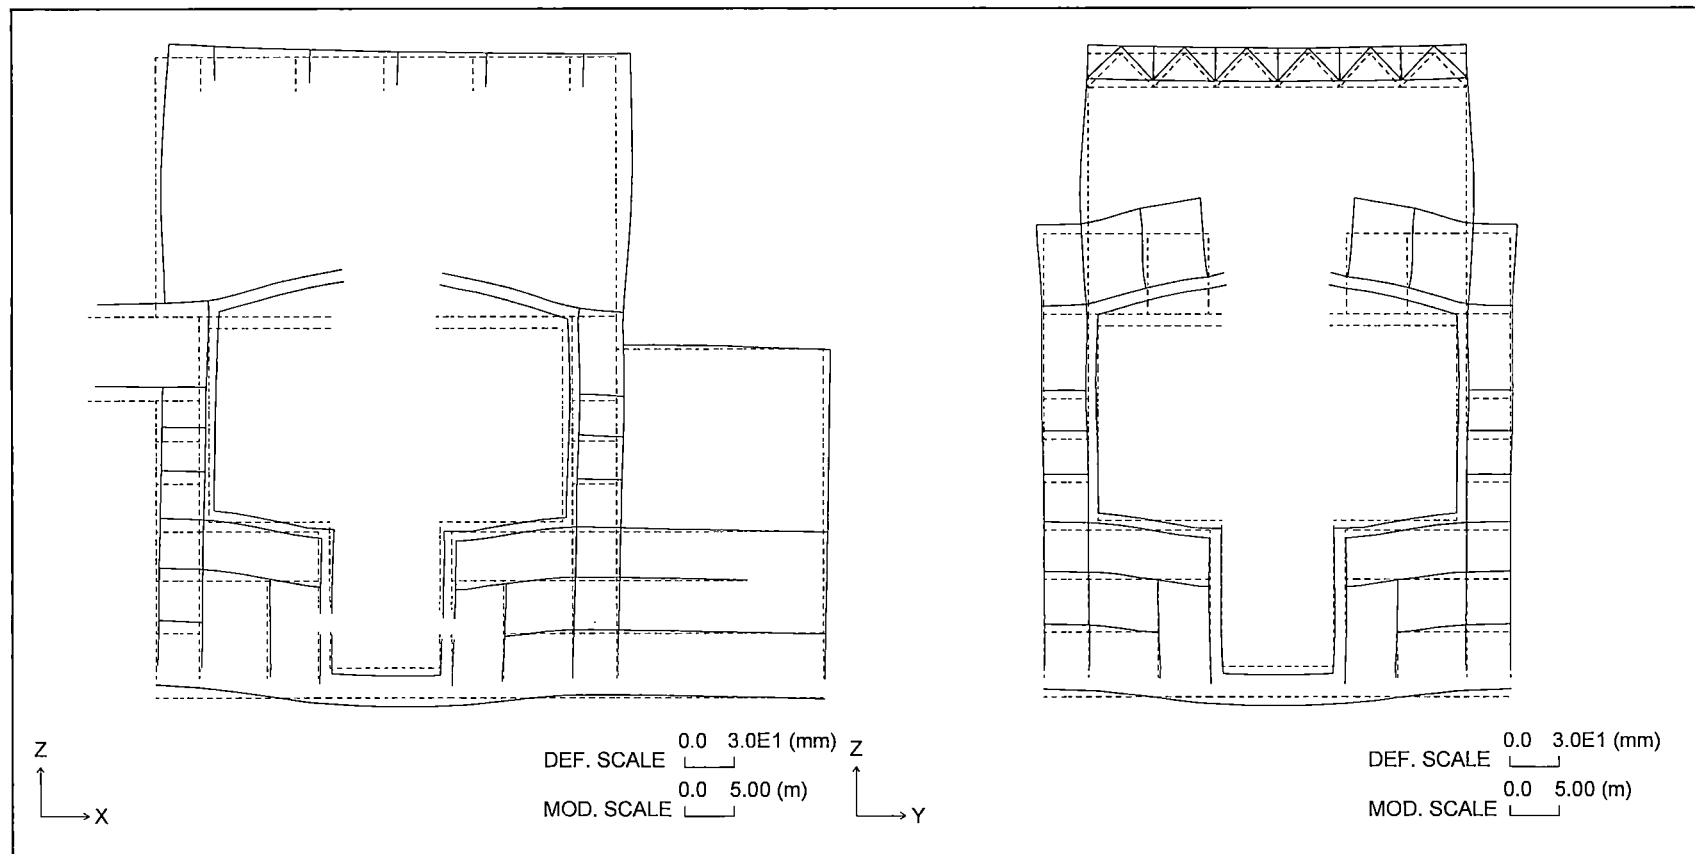 Z
X
DEF. SCALE 0.0 3.0E1 (mm)
MOD. SCALE 0.0 5.00 (m)
Z
Y
DEF. SCALE 0.0 3.0E1 (mm)
MOD. SCALE 0.0 5.00 (m)